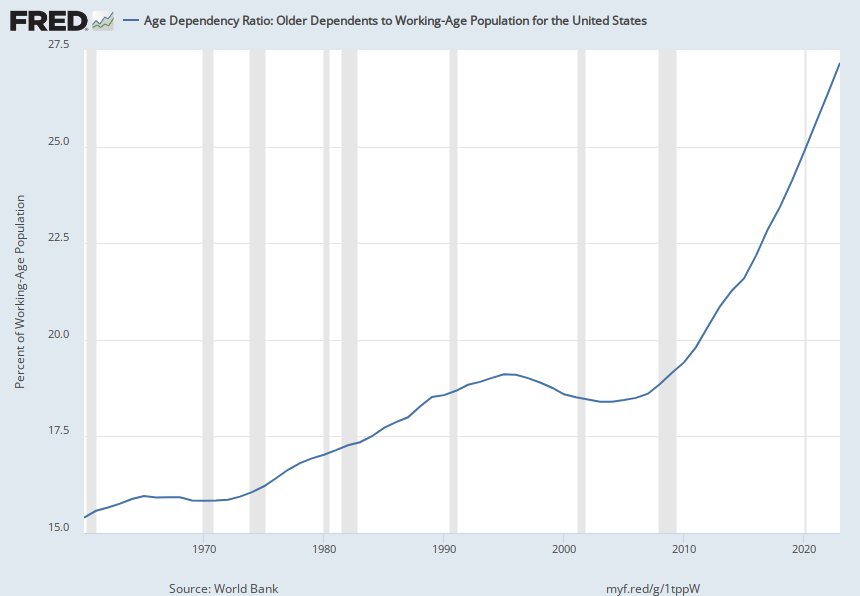 FRED
Age Dependency Ratio: Older Dependents to Working-Age Population for the United States
27.5
25.0
22.5
20.0
17.5
15.0
Percent of Working-Age Population
1970 1980 1990 2000 2010 2020
Source: World Bank
myf.red/g/1tppW